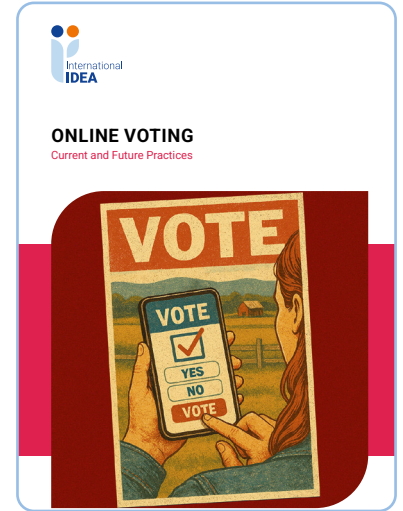 International
IDEA
ONLINE VOTING
Current and Future Practices
VOTE
VOTE
YES
NO
VOTE